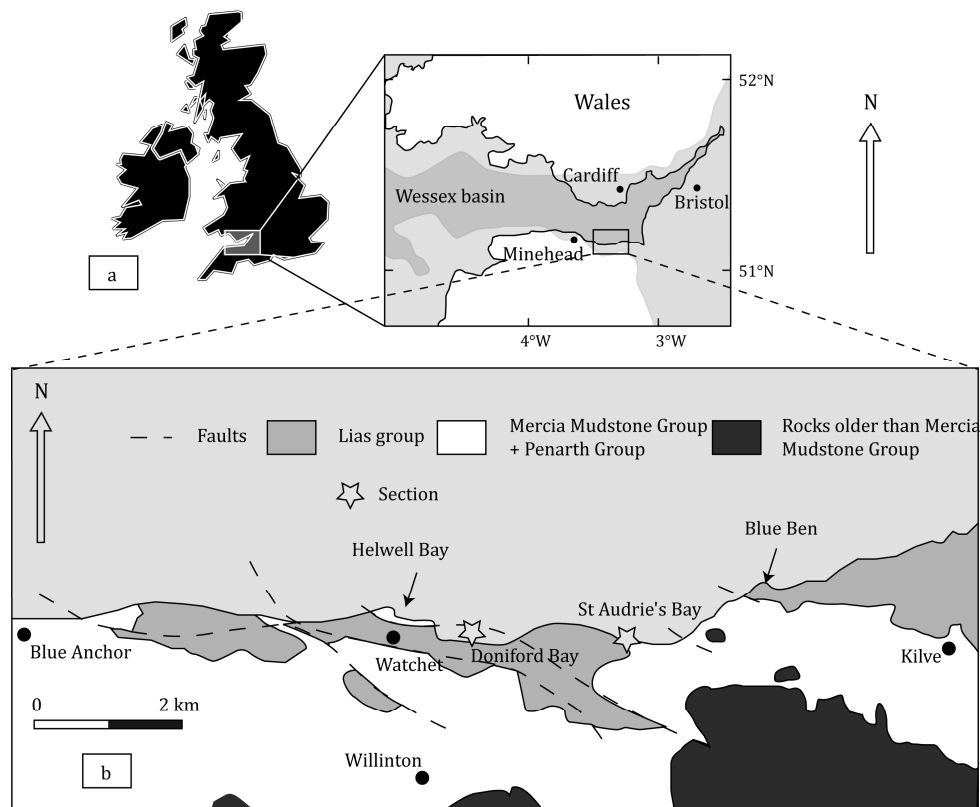 52°N
Wales
N
Cardiff
Wessex basin
Bristol
Minehead
a
51°N
4°W
3°W
N
Faults
Lias group
Mercia Mudstone Group
+ Penarth Group
Rocks older than Mercia
Mudstone Group
Section
Blue Ben
Helwell Bay
St Audrie's Bay
Blue Anchor
Watchet
Doniford Bay
Kilve
0
2 km
b
Willinton